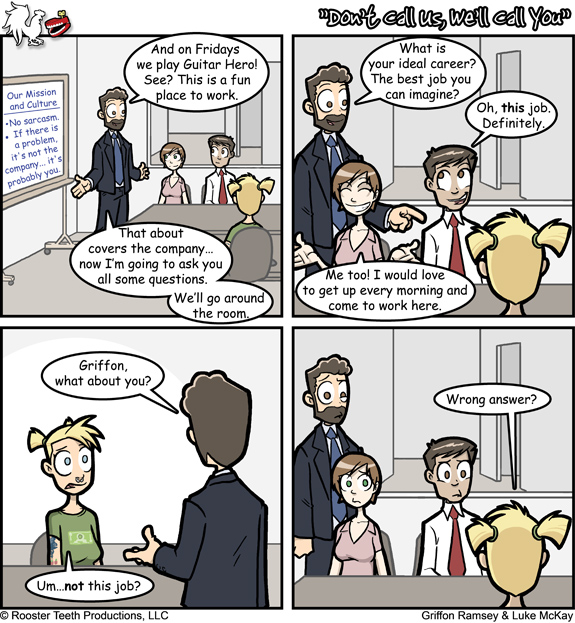 "Don't call us, we'll call you"
And on Fridays
we play Guitar Hero!
See? This is a fun
place to work.
Our Mission
and Culture
•No sarcasm.
• If there is
a problem,
it's not the
company... it's
probably you.
That about
covers the company...
now I'm going to ask you
all some questions.
We'll go around
the room.
What is
your ideal career?
The best job you
can imagine?
Oh, this job.
Definitely.
Me too! I would love
to get up every morning and
come to work here.
Griffon,
what about you?
Um...not this job?
Wrong answer?
© Rooster Teeth Productions, LLC
Griffon Ramsey & Luke McKay